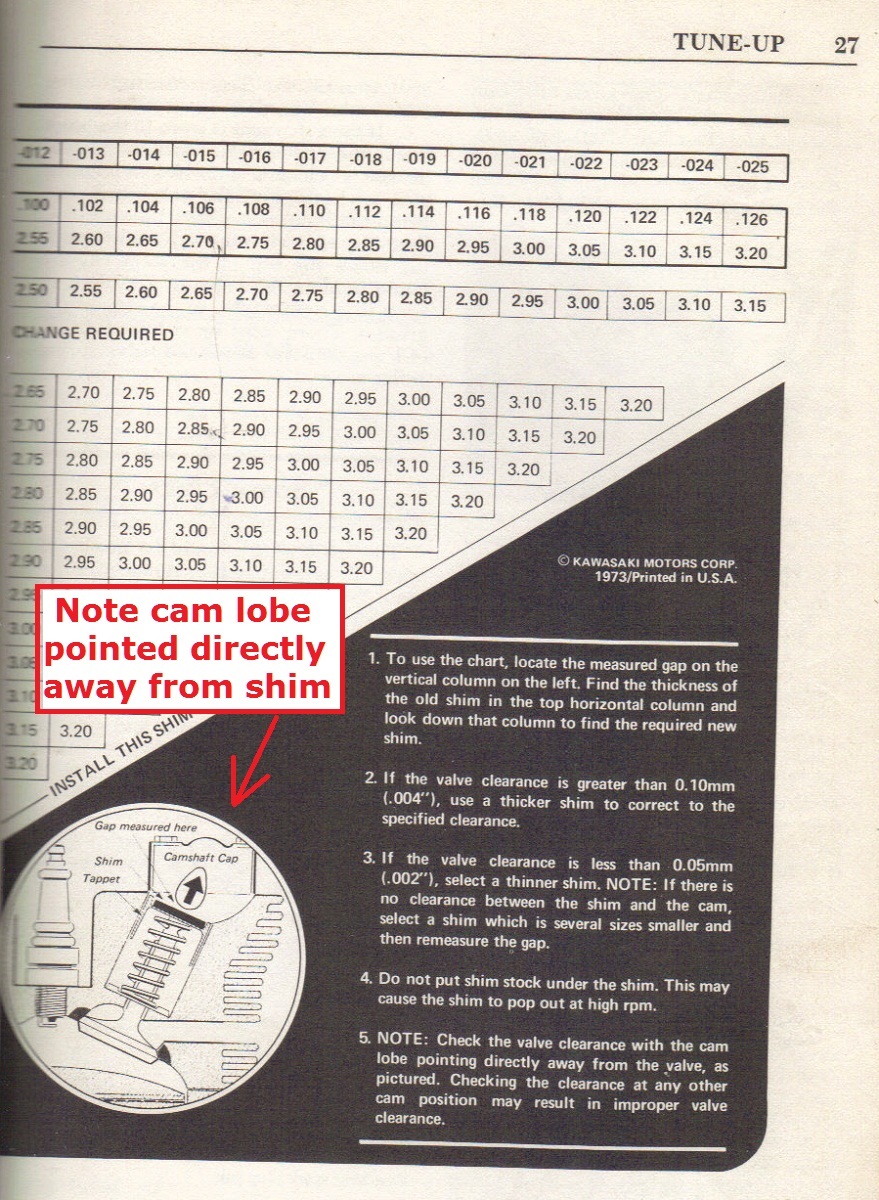 TUNE-UP 27
-012 -013 -014 -015 -016 -017 -018 -019 -020 -021 -022 -023 -024 -025
.100 .102 .104 .106 .108 .110 .112 .114 .116 .118 .120 .122 .124 .126
2.55 2.60 2.65 2.70 2.75 2.80 2.85 2.90 2.95 3.00 3.05 3.10 3.15 3.20
2.50 2.55 2.60 2.65 2.70 2.75 2.80 2.85 2.90 2.95 3.00 3.05 3.10 3.15
CHANGE REQUIRED
2.65 2.70 2.75 2.80 2.85 2.90 2.95 3.00 3.05 3.10 3.15 3.20
2.70 2.75 2.80 2.85 2.90 2.95 3.00 3.05 3.10 3.15 3.20
2.75 2.80 2.85 2.90 2.95 3.00 3.05 3.10 3.15 3.20
2.80 2.85 2.90 2.95 3.00 3.05 3.10 3.15 3.20
2.85 2.90 2.95 3.00 3.05 3.10 3.15 3.20
2.90 2.95 3.00 3.05 3.10 3.15 3.20
3.15 3.20
3.20
INSTALL THIS SHIM
Note cam lobe
pointed directly
away from shim
© KAWASAKI MOTORS CORP.
1973/Printed in U.S.A.
Gap measured here
Shim
Tappet
Camshaft Cap
1. To use the chart, locate the measured gap on the
vertical column on the left. Find the thickness of
the old shim in the top horizontal column and
look down that column to find the required new
shim.
2. If the valve clearance is greater than 0.10mm
(.004"), use a thicker shim to correct to the
specified clearance.
3. If the valve clearance is less than 0.05mm
(.002"), select a thinner shim. NOTE: If there is
no clearance between the shim and the cam,
select a shim which is several sizes smaller and
then remeasure the gap.
4. Do not put shim stock under the shim. This may
cause the shim to pop out at high rpm.
5. NOTE: Check the valve clearance with the cam
lobe pointing directly away from the valve, as
pictured. Checking the clearance at any other
cam position may result in improper valve
clearance.